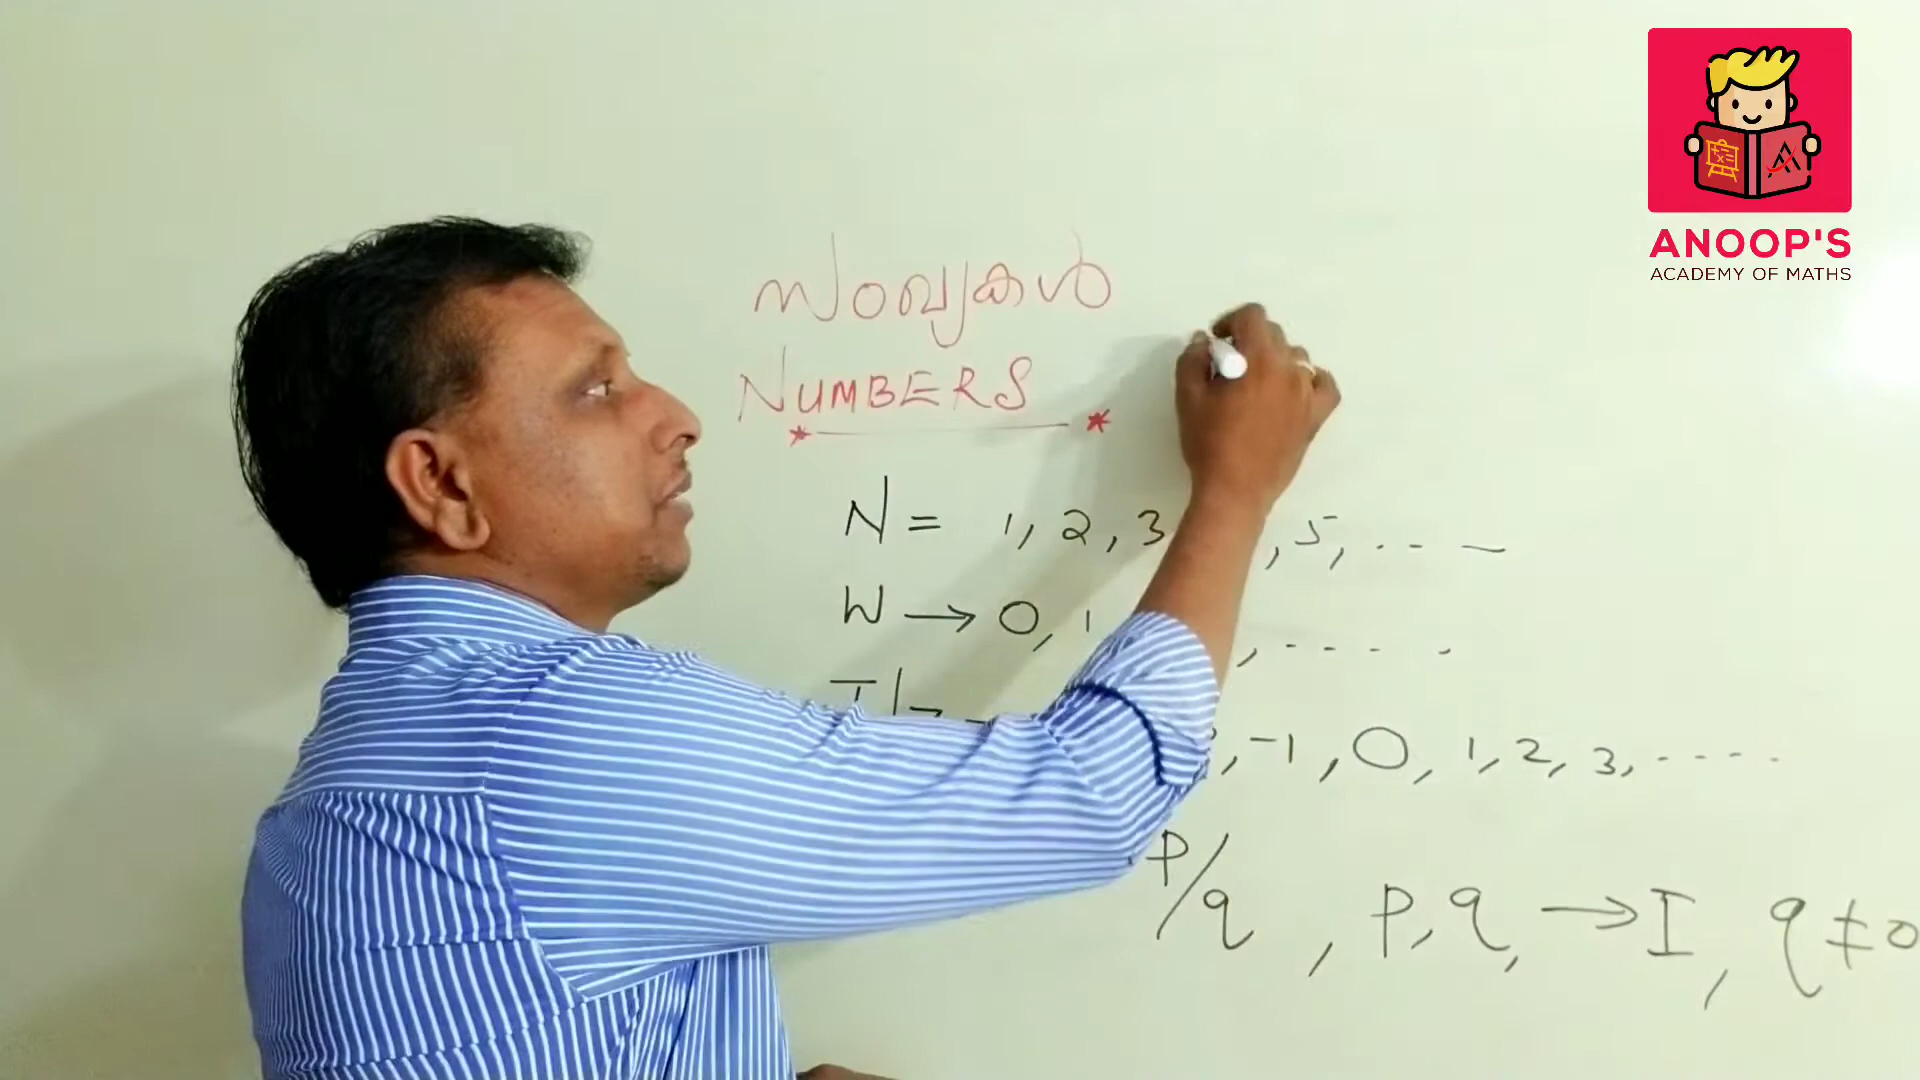 സംഖ്യകൾ
NUMBERS
N = 1, 2, 3 , 5, . - - —
W → 0, 1 , - - - - .
, -1, 0, 1, 2, 3, - - - -
P/q , P, q, → I, q ≠ 0
ANOOP'S
ACADEMY OF MATHS